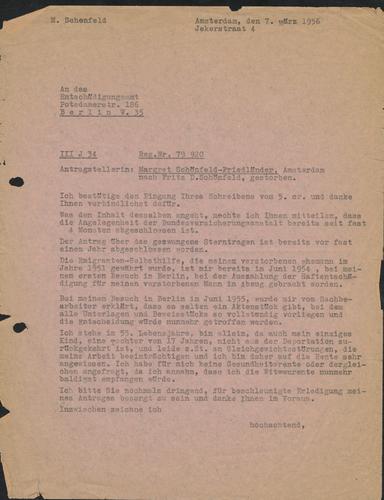 M. Schenfeld
Amsterdam, den 7. März 1956
Jekerstraat 4
An das
Entschädigungsamt
Potsdamerstr. 186
Berlin W. 35
III J 34 Reg.Nr. 79 920
Antragstellerin: Margret Schönfeld-Friedländer, Amsterdam
nach Fritz D.Schönfeld, gestorben.
Ich bestätige den Eingang Ihres Schreibens vom 5. cr. und danke
Ihnen verbindlichst dafür.
Was den Inhalt desselben angeht, möchte ich Ihnen mitteilen, dass
die Angelegenheit der Bundesversicherungsanstalt bereits seit fast
4 Monaten abgeschlossen ist.
Der Antrag über das gezwungene Sterntragen ist bereits vor fast
einem Jahr abgeschlossen worden.
Die Emigranten-Selbsthilfe, die meinem verstorbenen Ehemann im
Jahre 1951 gewährt wurde, ist mir bereits im Juni 1954, bei mei-
nem ersten Besuch in Berlin, bei der Auszahlung der Haftentschä-
digung für meinen verstorbenen Mann in Abzug gebracht worden.
Bei meinen Besuch in Berlin im Juni 1955, wurde mir vom Sachbe-
arbeiter erklärt, dass so selten ein Aktenstück gibt, bei dem
alle Unterlagen und Beweisstücke so vollständig vorliegen und
die Entscheidung würde nunmehr getroffen werden.
Ich stehe im 55. Lebensjahre, bin allein, da auch mein einziges
Kind, eine Tochter von 17 Jahren, nicht aus der Deportation zu-
rückgekehrt ist, und leide z.Zt. an Gleichgewichtsstörungen, die
meine Arbeit beeinträchtigen und ich bin daher auf die Rente sehr
angewiesen. Ich habe für mich keine Gesundheitsrente oder derglei-
chen angefragt, da ich annahm, dass ich die Witwenrente nunmehr
baldigst empfangen würde.
Ich bitte Sie nochmals dringend, für beschleunigte Erledigung mei-
nes Antrages besorgt zu sein und danke Ihnen im Voraus.
Inzwischen zeichne ich
hochachtend,